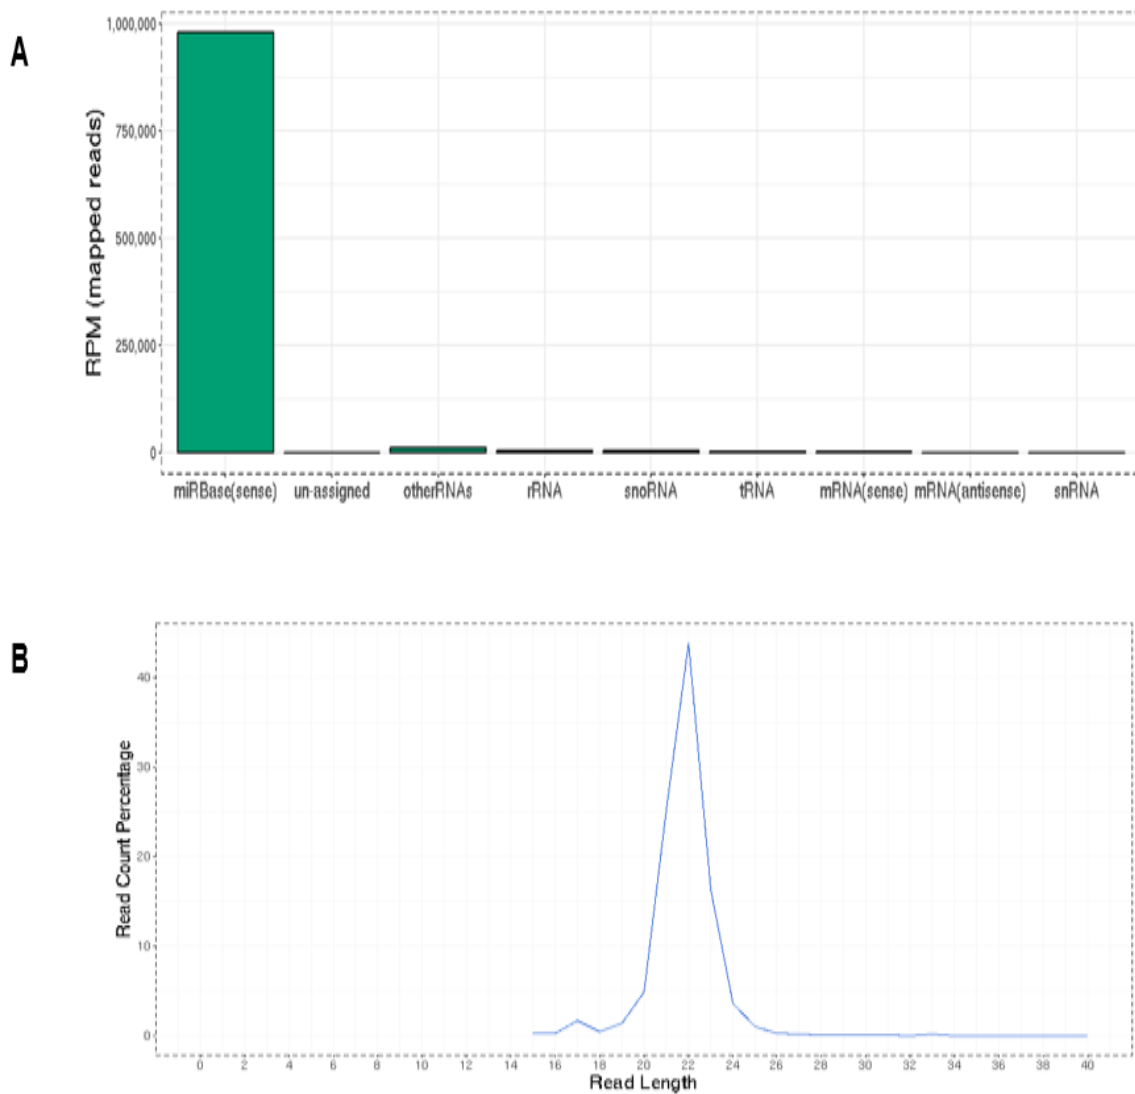 A
RPM (mapped reads)
1,000,000
750,000
500,000
250,000
0
miRBase(sense) un-assigned otherRNAs rRNA snoRNA tRNA mRNA(sense) mRNA(antisense) snRNA
B
Read Count Percentage
40
30
20
10
0
0 2 4 6 8 10 12 14 16 18 20 22 24 26 28 30 32 34 36 38 40
Read Length